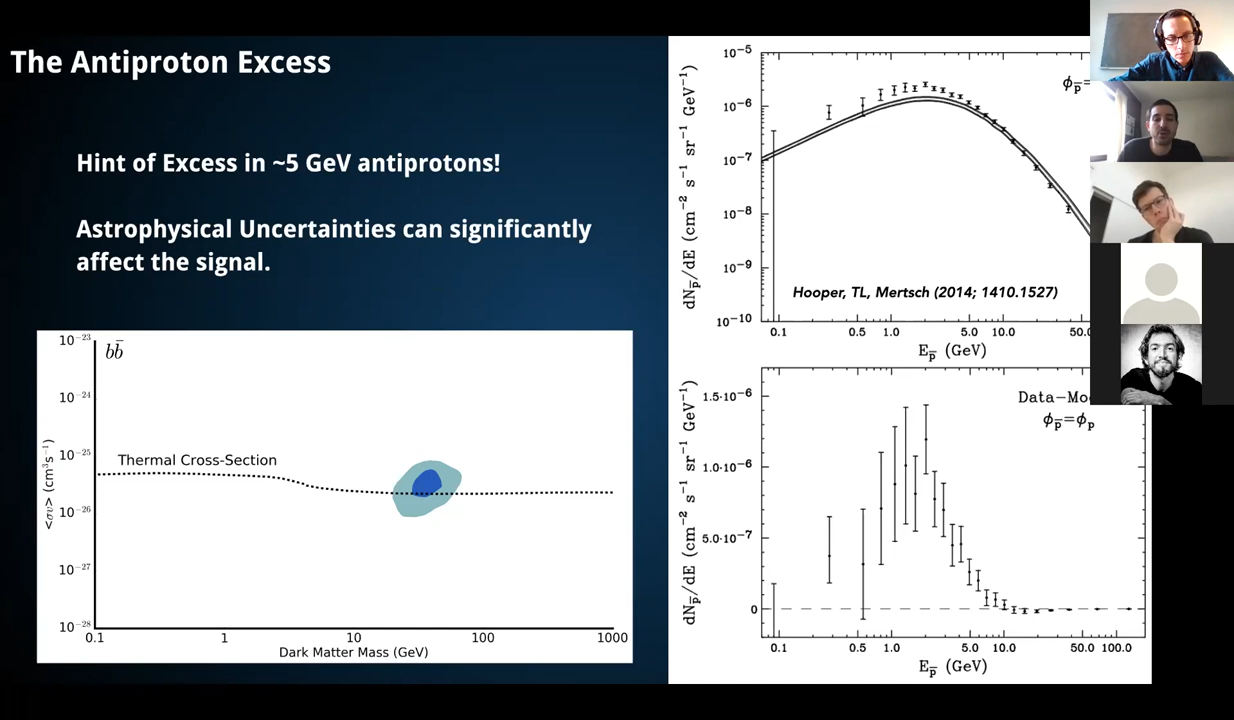 The Antiproton Excess
Hint of Excess in ~5 GeV antiprotons!
Astrophysical Uncertainties can significantly
affect the signal.
10⁻²³
10⁻²⁴
10⁻²⁵
10⁻²⁶
10⁻²⁷
10⁻²⁸
<σv> (cm³s⁻¹)
bb̄
Thermal Cross-Section
0.1 1 10 100 1000
Dark Matter Mass (GeV)
10⁻⁵
10⁻⁶
10⁻⁷
10⁻⁸
10⁻⁹
10⁻¹⁰
dN_p̄/dE (cm⁻² s⁻¹ sr⁻¹ GeV⁻¹)
ϕ_p̄=
Hooper, TL, Mertsch (2014; 1410.1527)
0.1 0.5 1.0 5.0 10.0 50.
E_p̄ (GeV)
1.5·10⁻⁶
1.0·10⁻⁶
5.0·10⁻⁷
0
dN_p̄/dE (cm⁻² s⁻¹ sr⁻¹ GeV⁻¹)
Data-Mo
ϕ_p̄=ϕ_p
0.1 0.5 1.0 5.0 10.0 50.0 100.0
E_p̄ (GeV)